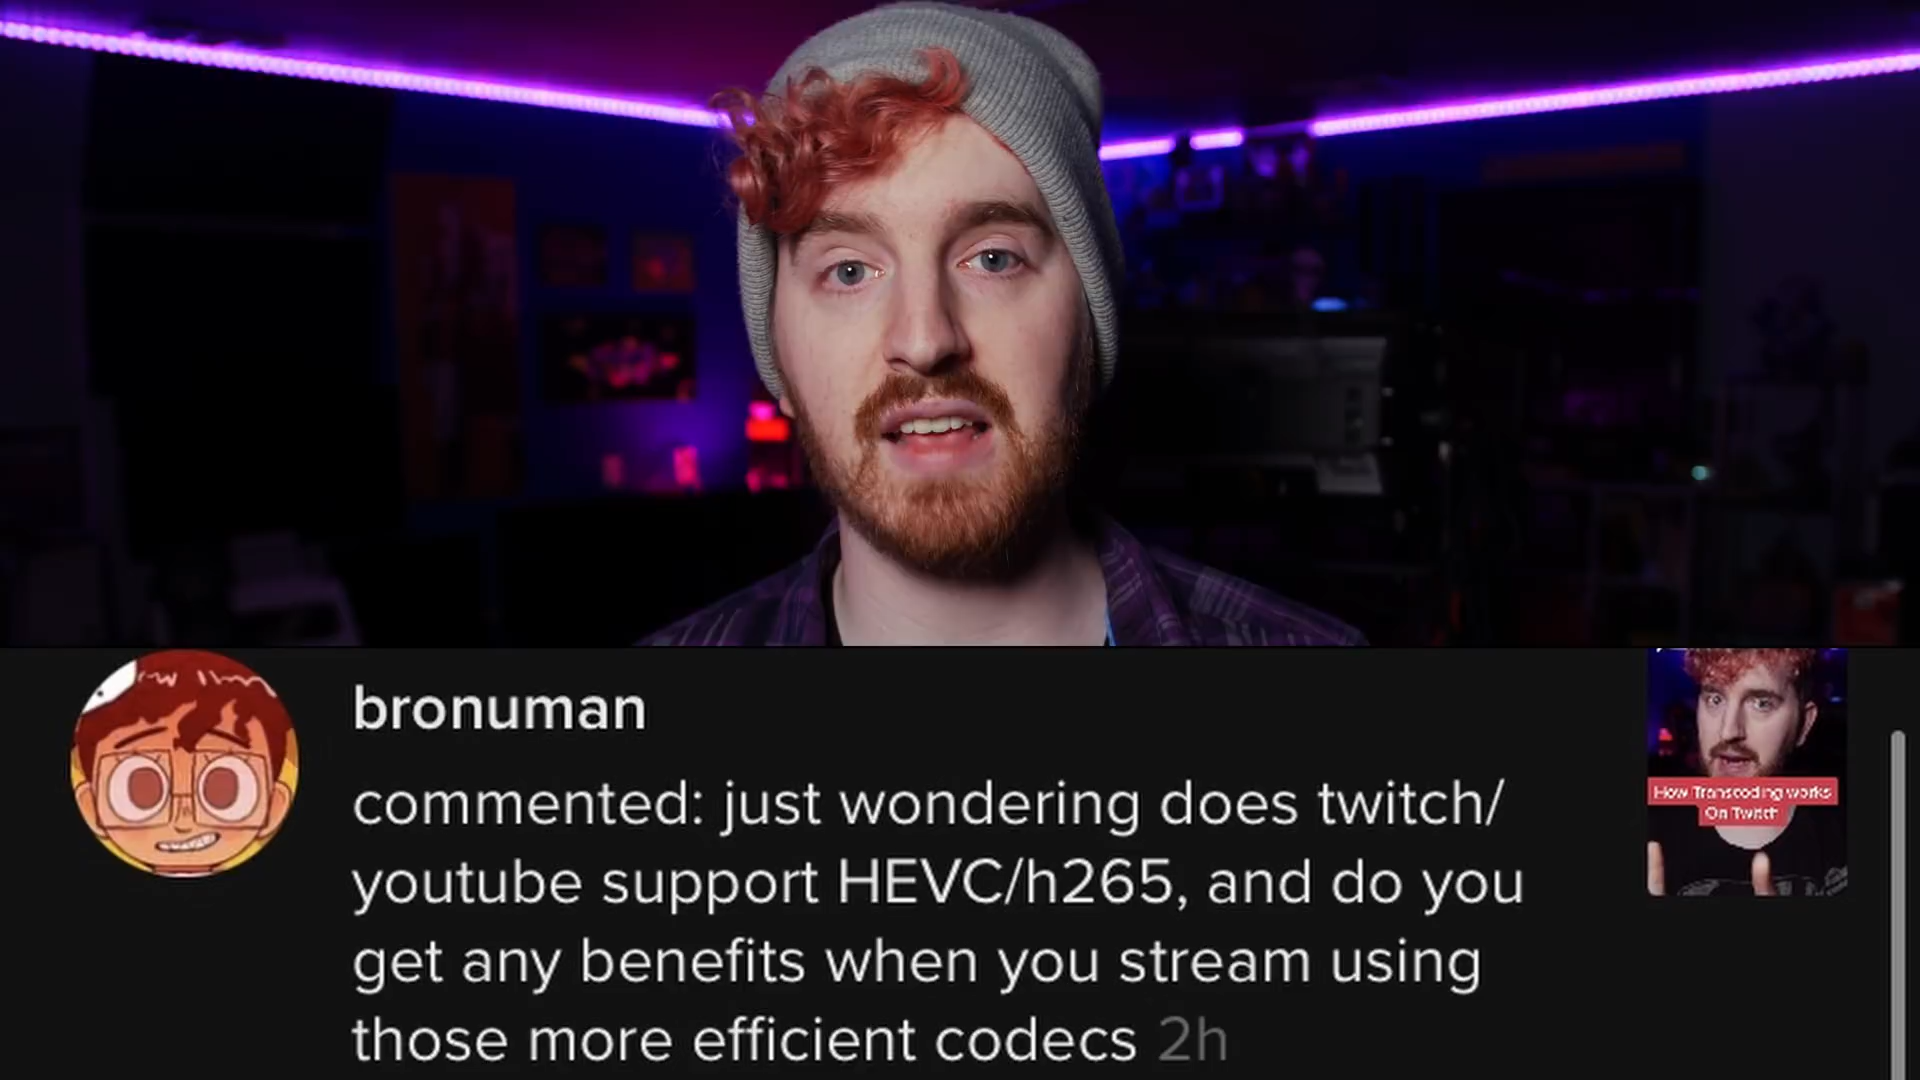 bronuman
commented: just wondering does twitch/
youtube support HEVC/h265, and do you
get any benefits when you stream using
those more efficient codecs 2h
How Transcoding works
On Twitch